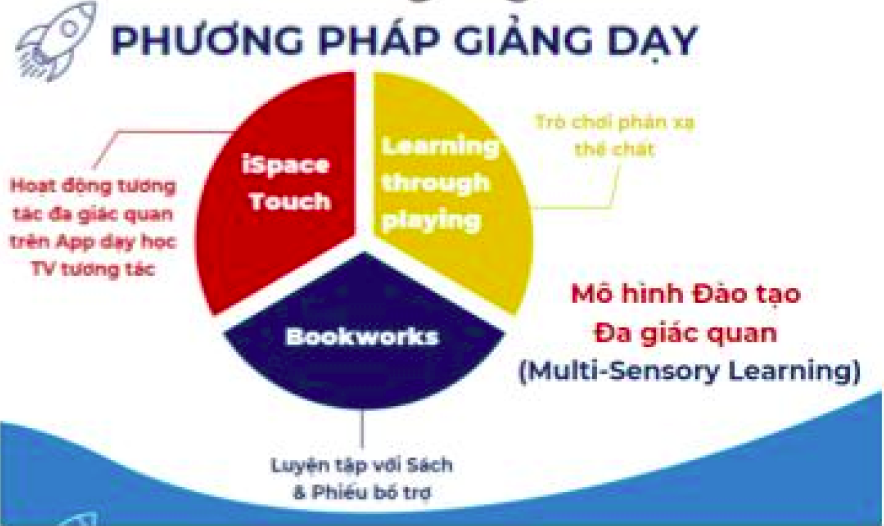 PHƯƠNG PHÁP GIẢNG DẠY
iSpace
Touch
Learning
through
playing
Bookworks
Hoạt động tương
tác đa giác quan
trên App dạy học
TV tương tác
Trò chơi phản xạ
thể chất
Mô hình Đào tạo
Đa giác quan
(Multi-Sensory Learning)
Luyện tập với Sách
& Phiếu bổ trợ